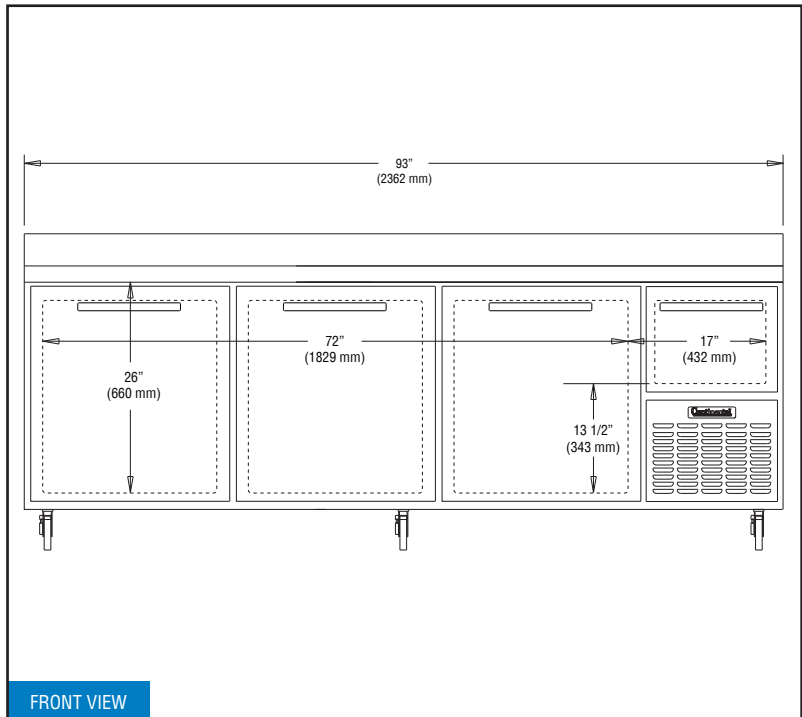 93”
(2362 mm)
72”
(1829 mm)
17”
(432 mm)
26”
(660 mm)
13 1/2”
(343 mm)
Continental
FRONT VIEW